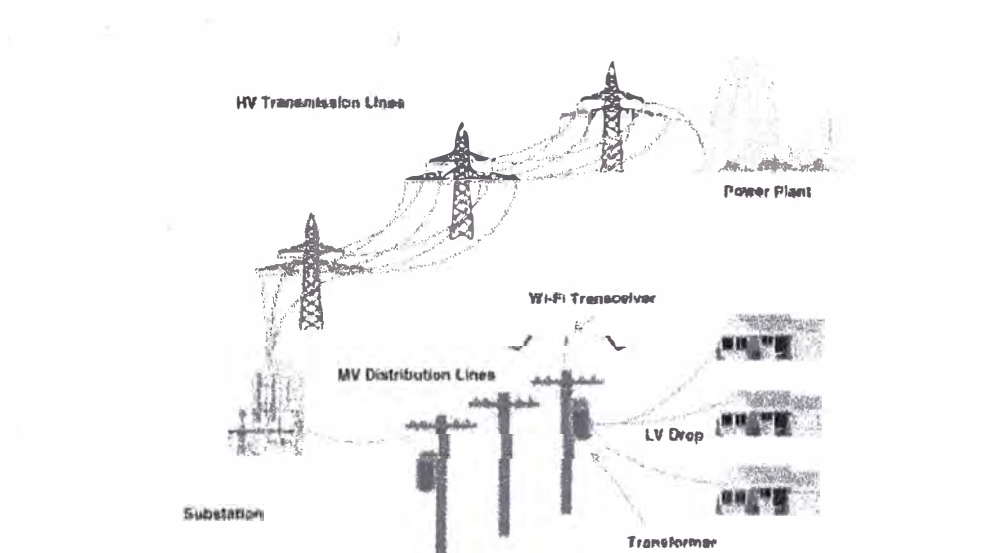 HV Transmission Lines
Power Plant
Wi-Fi Transceiver
MV Distribution Lines
LV Drop
Substation
Transformer